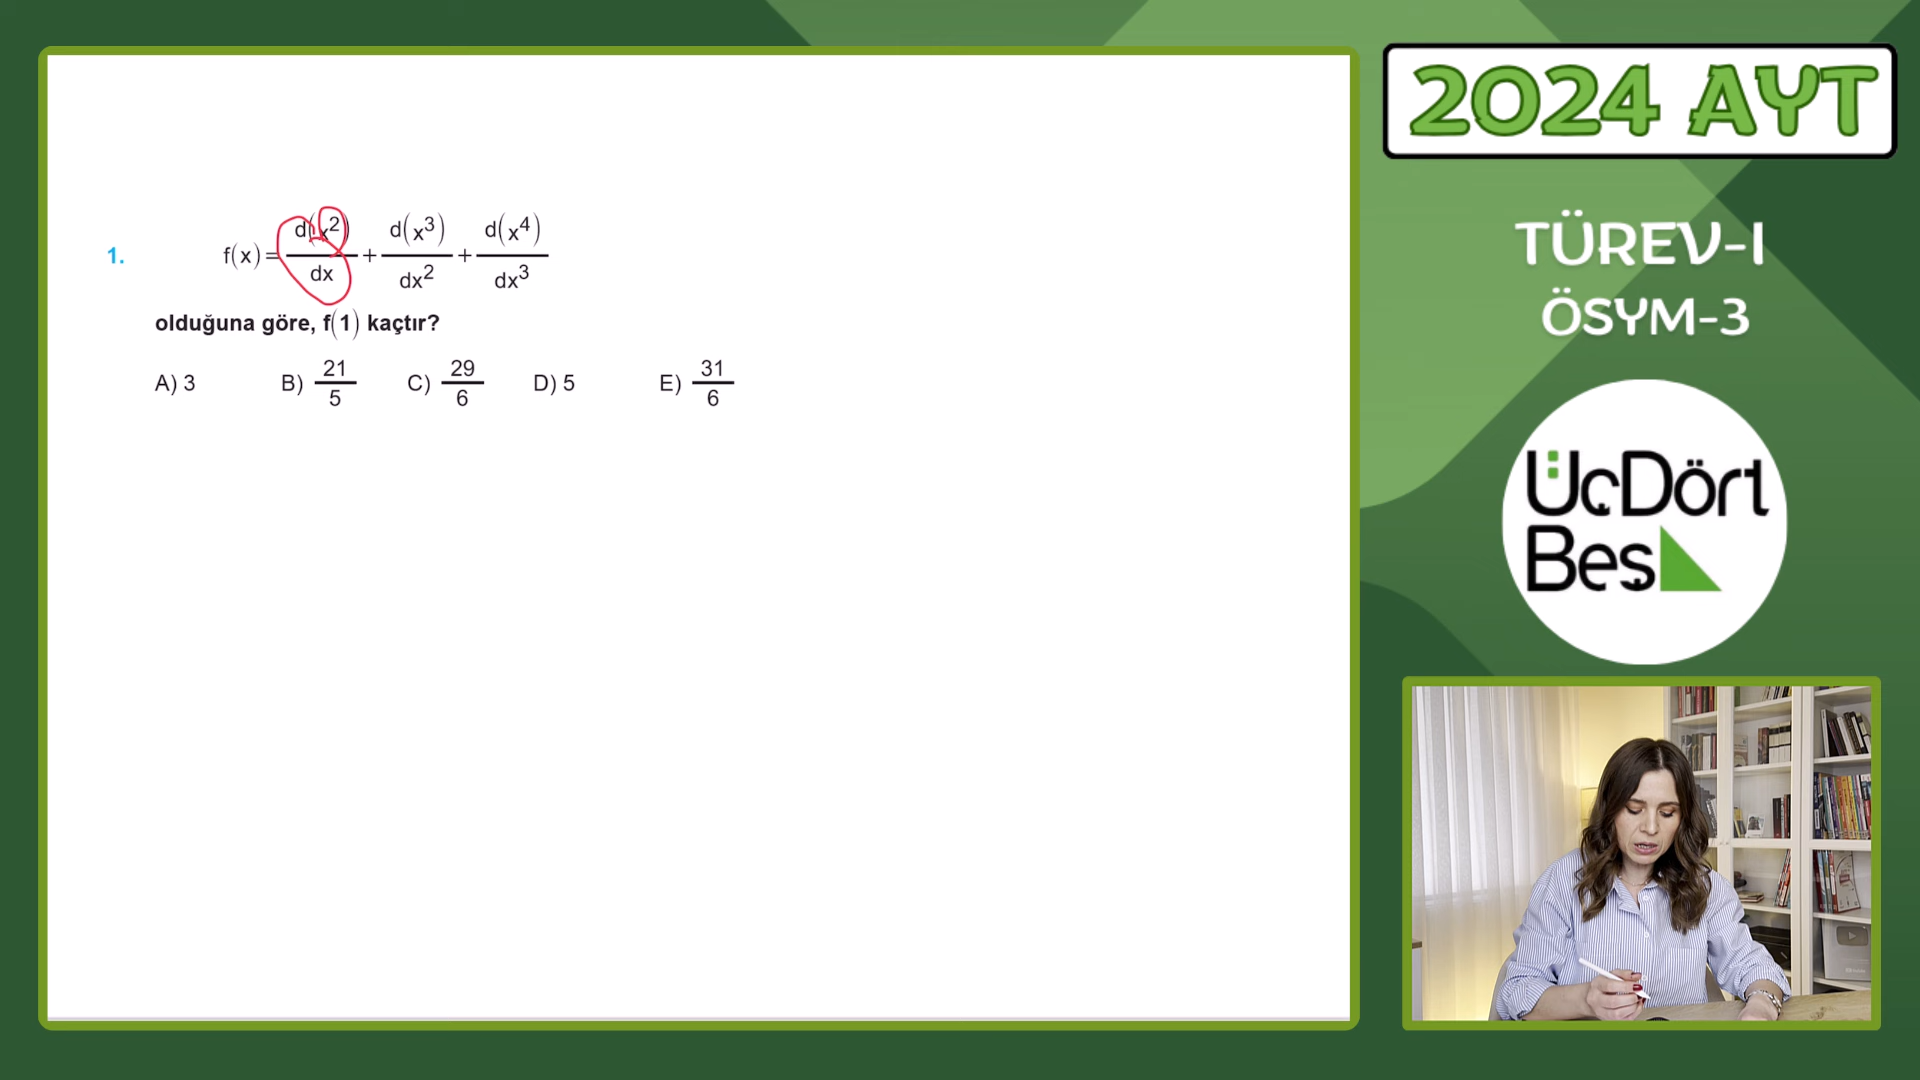 2024 AYT
TÜREV-I
ÖSYM-3
ÜçDört
Beş
1. f(x) = d(x²)/dx + d(x³)/dx² + d(x⁴)/dx³
olduğuna göre, f(1) kaçtır?
A) 3 B) 21/5 C) 29/6 D) 5 E) 31/6